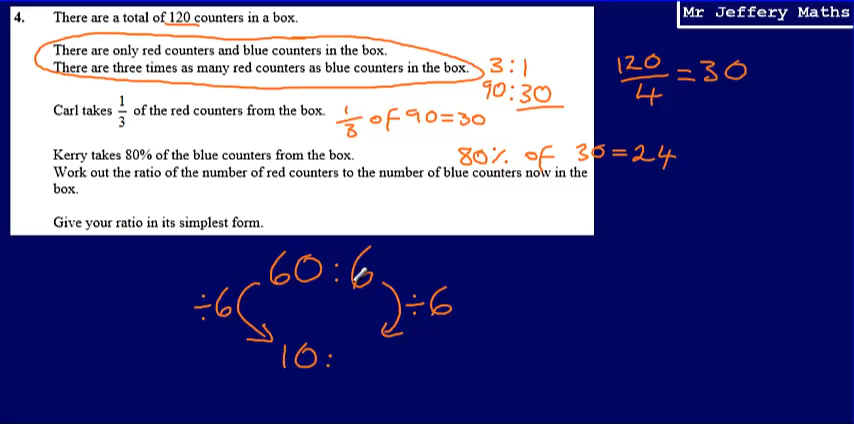 Mr Jeffery Maths
4. There are a total of 120 counters in a box.
There are only red counters and blue counters in the box.
There are three times as many red counters as blue counters in the box.
3:1
90:30
120/4 = 30
Carl takes 1/3 of the red counters from the box.
1/3 of 90 = 30
Kerry takes 80% of the blue counters from the box.
80% of 30 = 24
Work out the ratio of the number of red counters to the number of blue counters now in the
box.
Give your ratio in its simplest form.
60:6
÷6 ÷6
10: